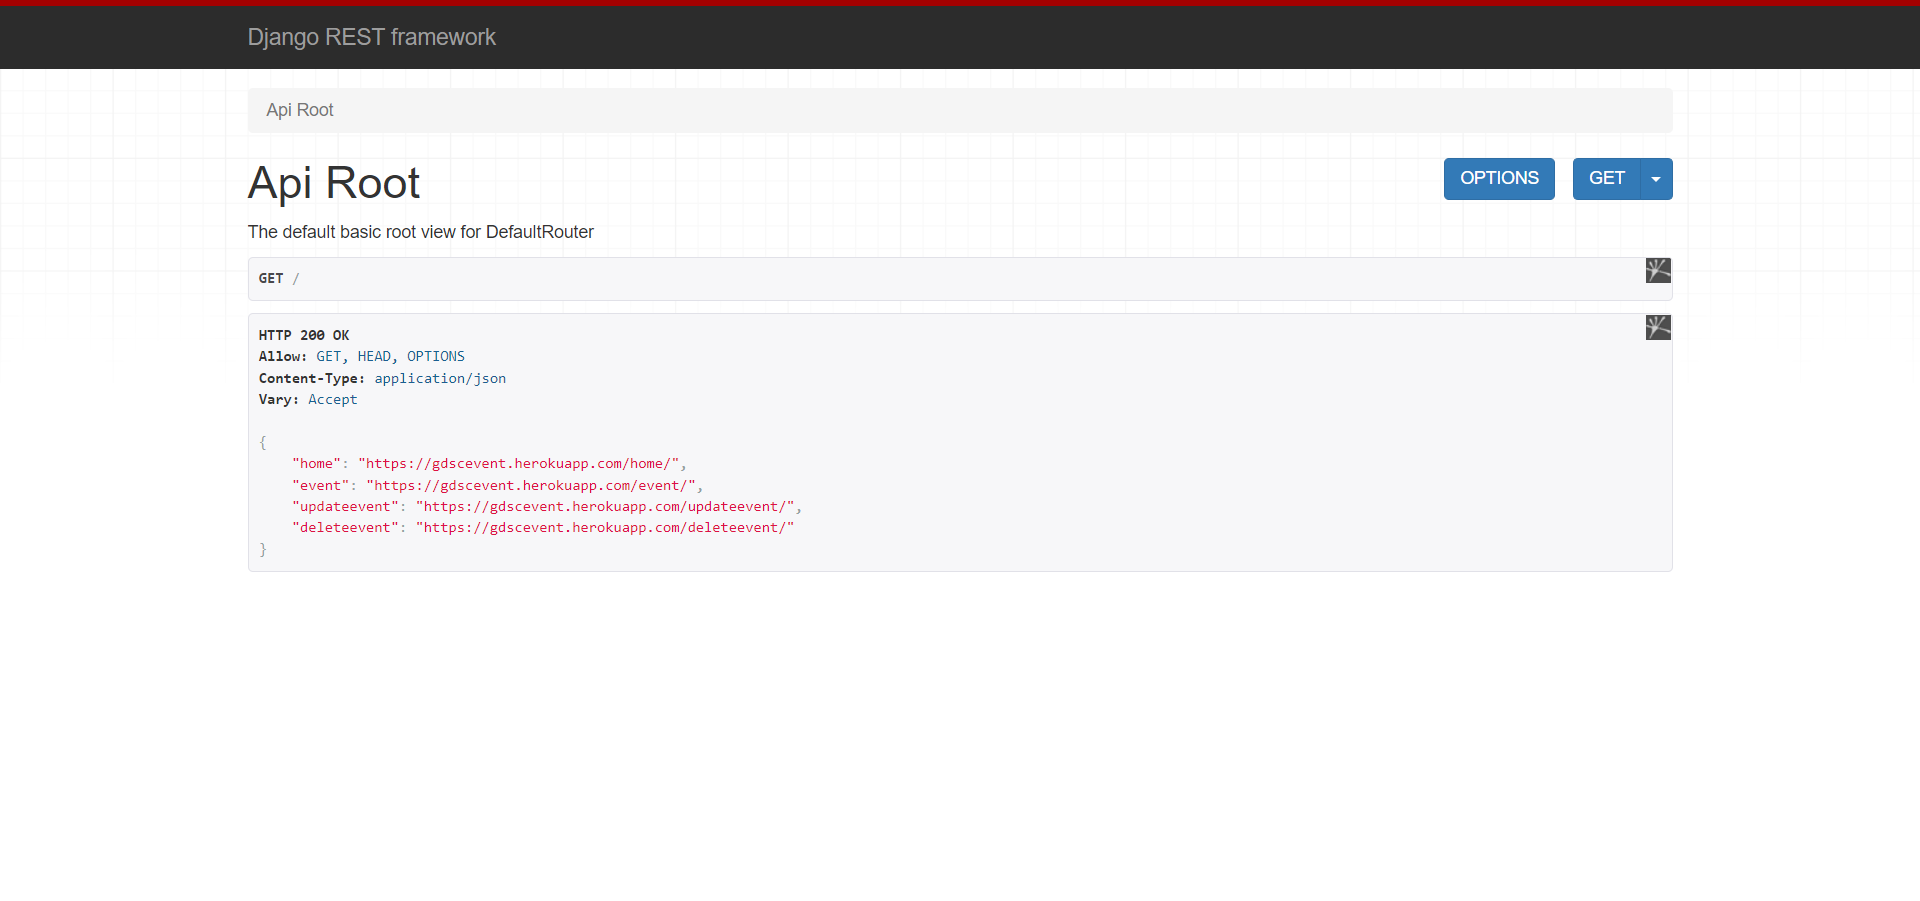 Django REST framework
Api Root
Api Root
OPTIONS
GET
The default basic root view for DefaultRouter
GET /
HTTP 200 OK
Allow: GET, HEAD, OPTIONS
Content-Type: application/json
Vary: Accept
{
    "home": "https://gdscevent.herokuapp.com/home/",
    "event": "https://gdscevent.herokuapp.com/event/",
    "updateevent": "https://gdscevent.herokuapp.com/updateevent/",
    "deleteevent": "https://gdscevent.herokuapp.com/deleteevent/"
}